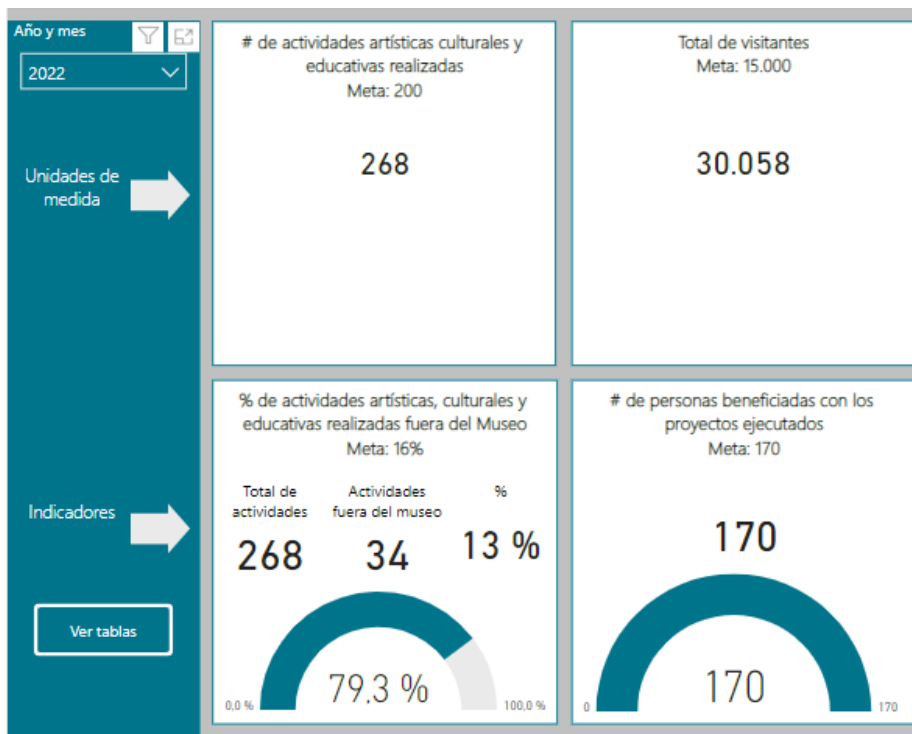 Año y mes
2022
Unidades de
medida
Indicadores
Ver tablas
# de actividades artísticas culturales y
educativas realizadas
Meta: 200
268
Total de visitantes
Meta: 15.000
30.058
% de actividades artísticas, culturales y
educativas realizadas fuera del Museo
Meta: 16%
Total de
actividades
268
Actividades
fuera del museo
34
%
13 %
79,3 %
0,0 %
100,0 %
# de personas beneficiadas con los
proyectos ejecutados
Meta: 170
170
170
0
170